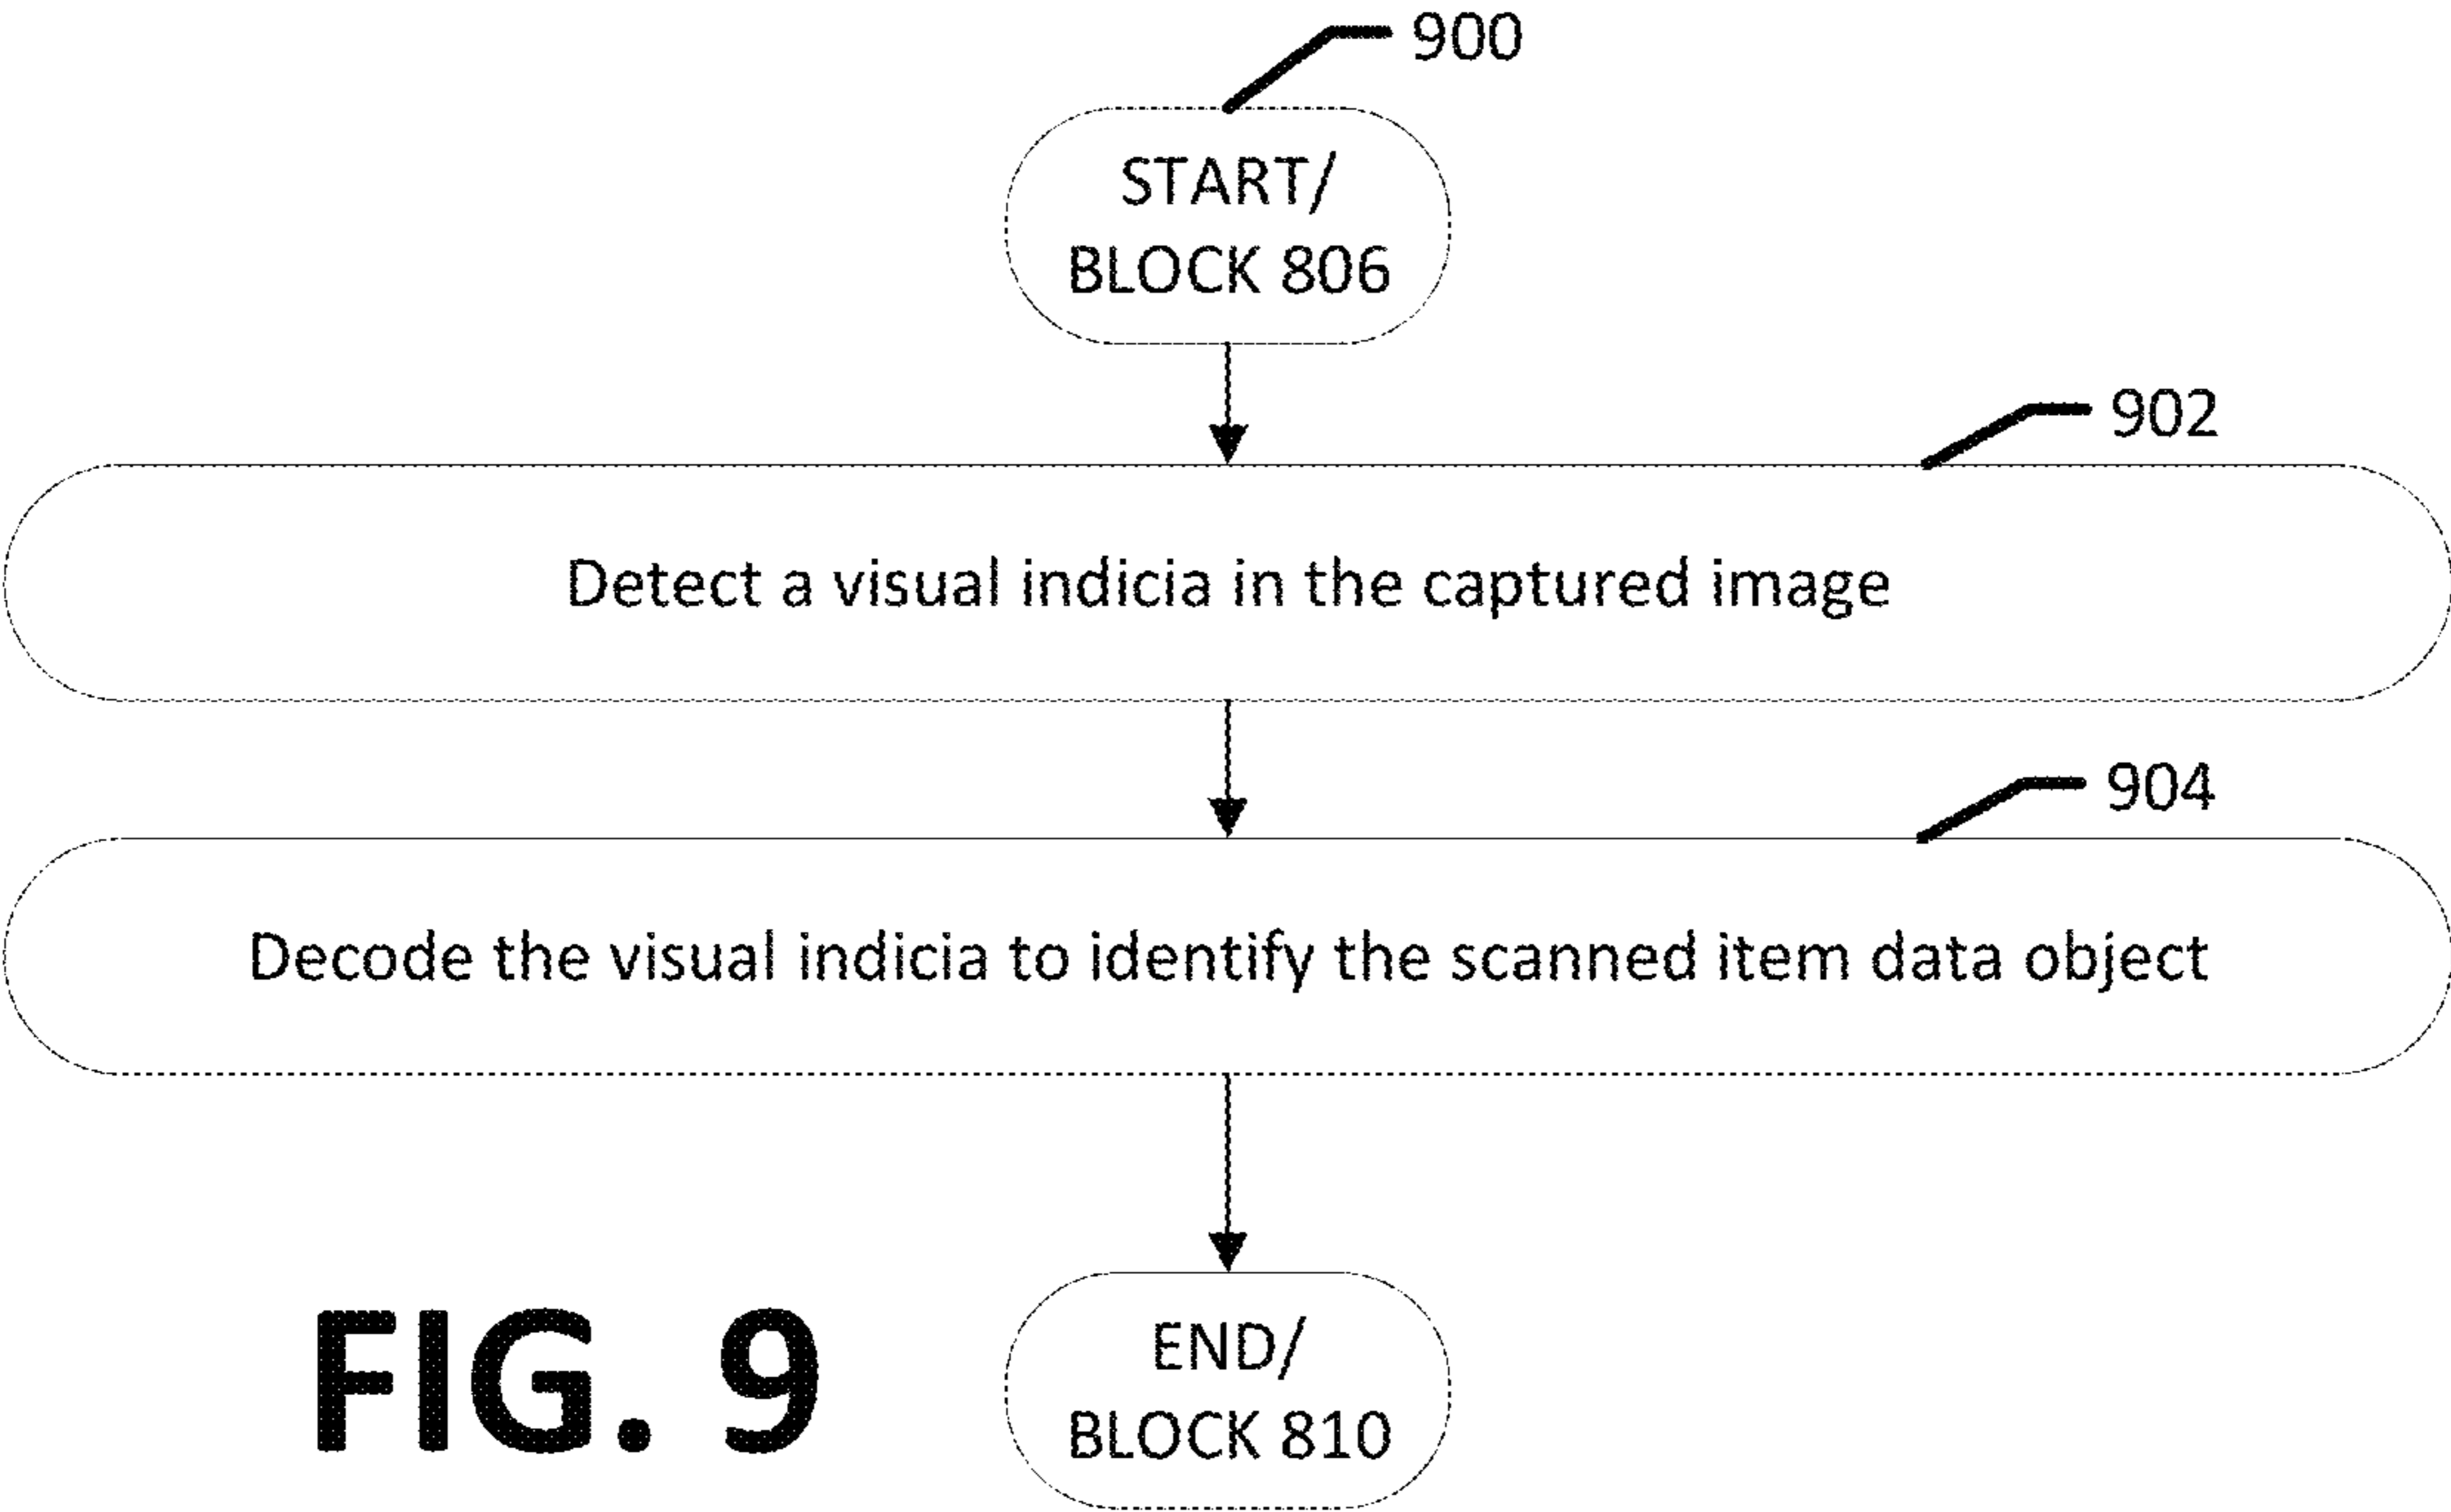 900
START/
BLOCK 806
902
Detect a visual indicia in the captured image
904
Decode the visual indicia to identify the scanned item data object
END/
BLOCK 810
FIG. 9